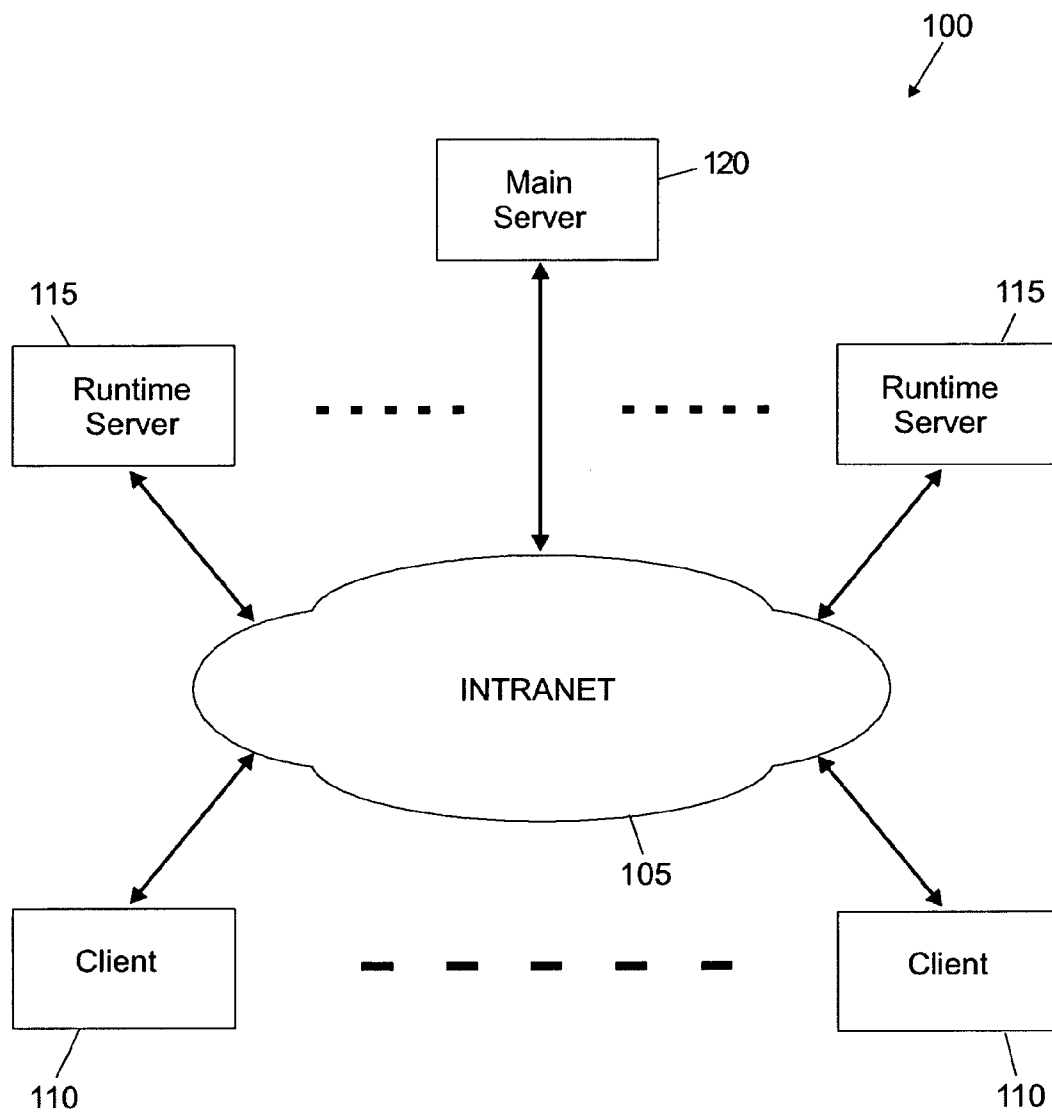 100
Main
Server
120
115
Runtime
Server
115
Runtime
Server
INTRANET
105
Client
110
Client
110